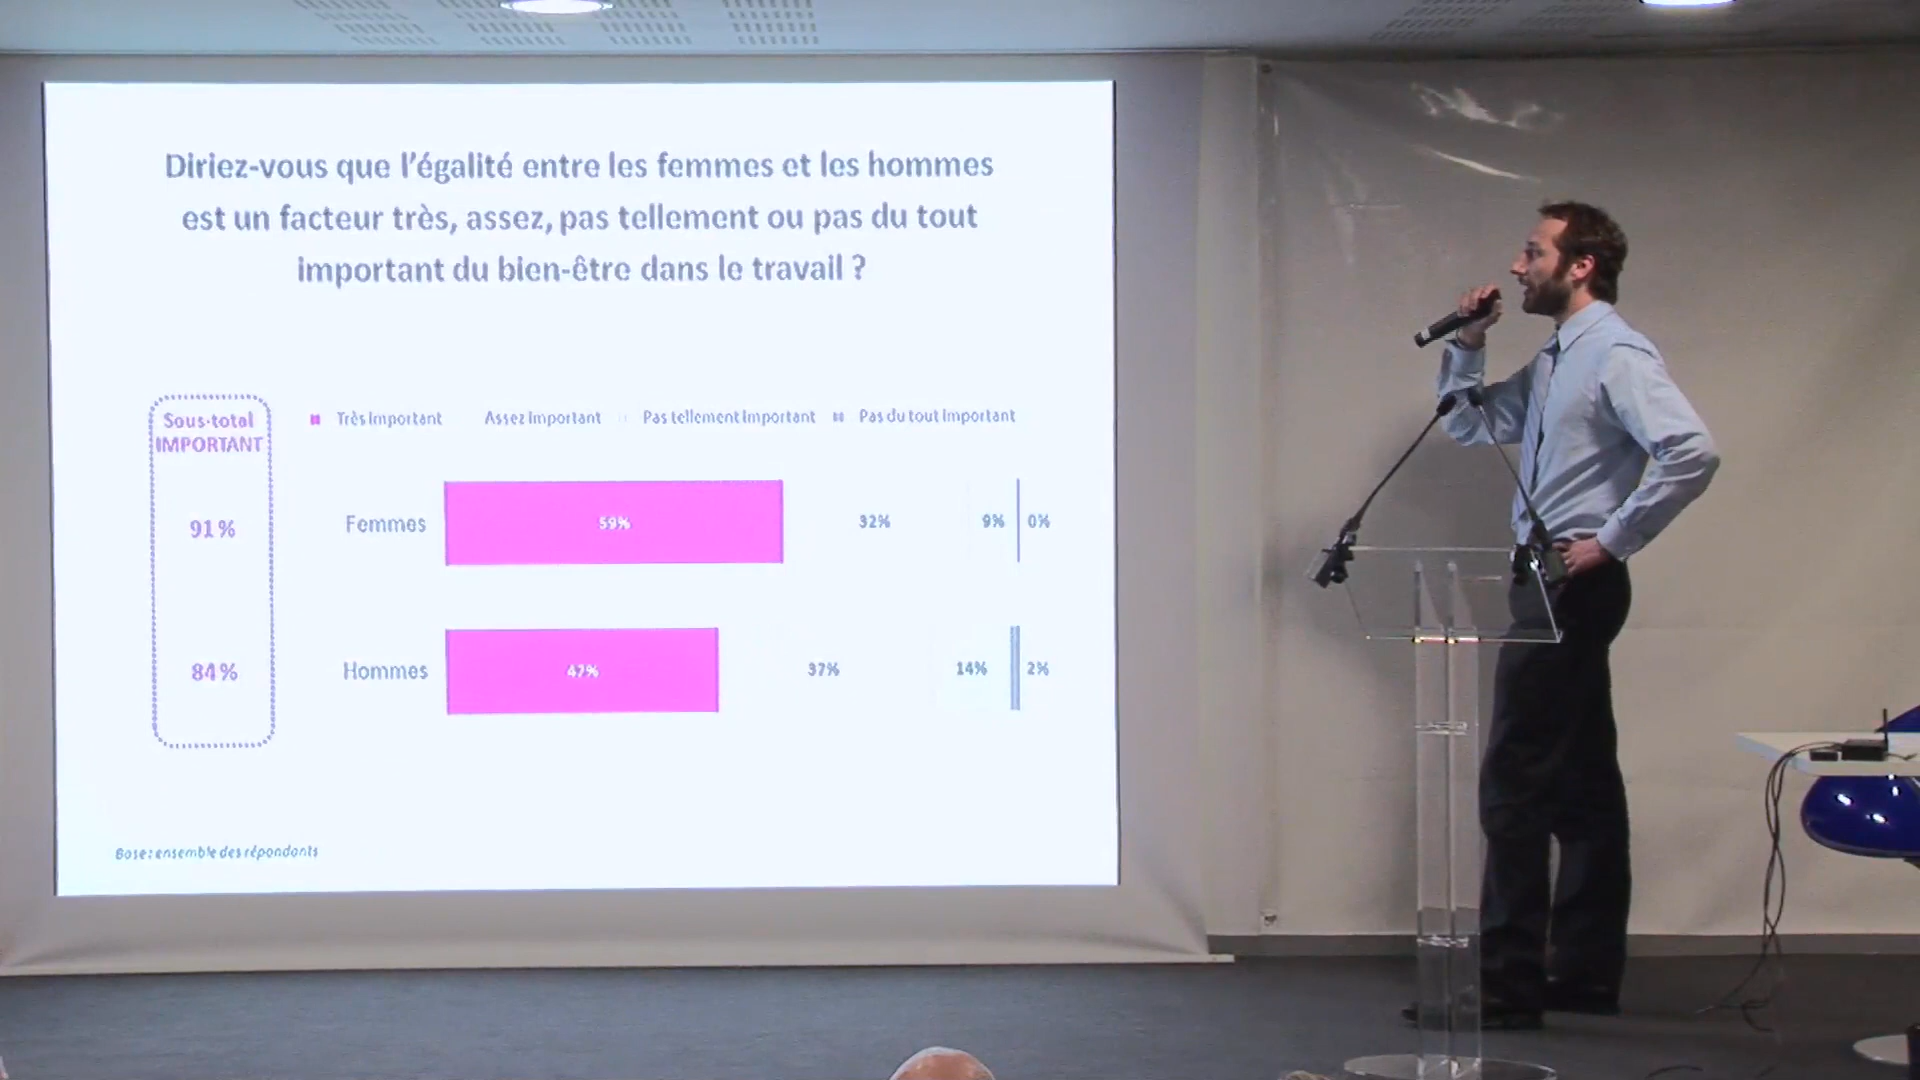 Diriez-vous que l'égalité entre les femmes et les hommes
est un facteur très, assez, pas tellement ou pas du tout
important du bien-être dans le travail ?
Sous-total
IMPORTANT
Très important
Assez important
Pas tellement important
Pas du tout important
91%
Femmes
59%
32%
9%
0%
84%
Hommes
47%
37%
14%
2%
Base : ensemble des répondants